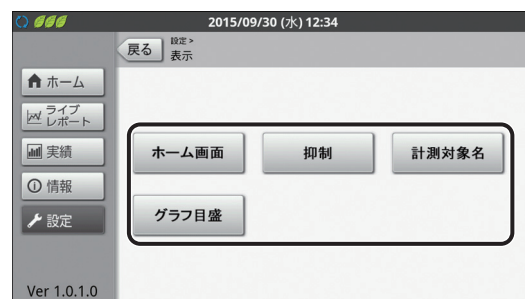 2015/09/30 (水) 12:34
戻る
設定 >
表示
ホーム
ライブ
レポート
実績
情報
設定
ホーム画面
抑制
計測対象名
グラフ目盛
Ver 1.0.1.0